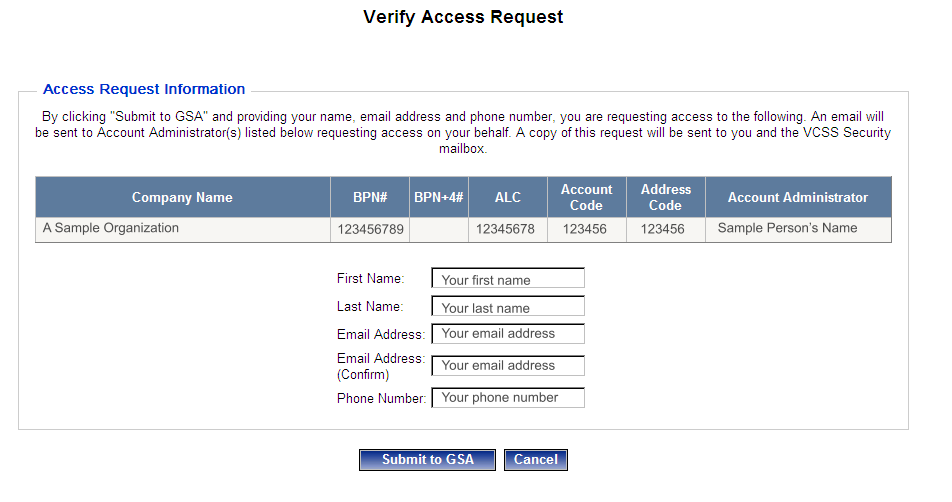 Verify Access Request
Access Request Information
By clicking "Submit to GSA" and providing your name, email address and phone number, you are requesting access to the following. An email will
be sent to Account Administrator(s) listed below requesting access on your behalf. A copy of this request will be sent to you and the VCSS Security
mailbox.
Company Name BPN# BPN+4# ALC Account Code Address Code Account Administrator
A Sample Organization 123456789 12345678 123456 123456 Sample Person's Name
First Name: Your first name
Last Name: Your last name
Email Address: Your email address
Email Address: (Confirm) Your email address
Phone Number: Your phone number
Submit to GSA Cancel